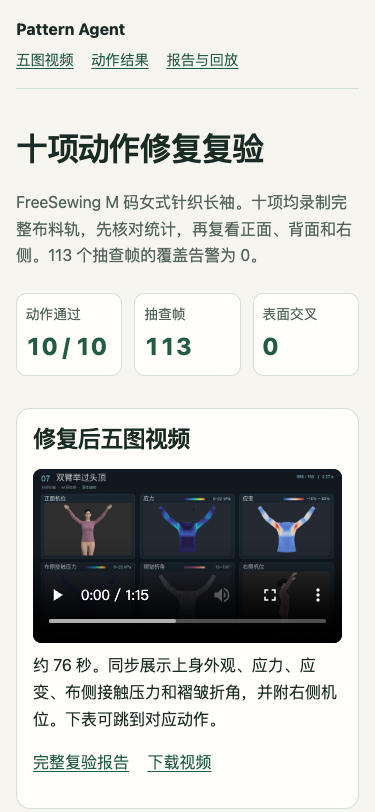 Pattern Agent
五图视频 动作结果 报告与回放
十项动作修复复验
FreeSewing M 码女式针织长袖。十项均录制完
整布料轨，先核对统计，再复看正面、背面和右
侧。113 个抽查帧的覆盖告警为 0。
动作通过 抽查帧 表面交叉
10 / 10 113 0
修复后五图视频
07 双臂举过头顶
正面机位 应力 应变
布侧接触压力 褶皱折角 右侧机位
0:00 / 1:15
约 76 秒。同步展示上身外观、应力、应
变、布侧接触压力和褶皱折角，并附右侧机
位。下表可跳到对应动作。
完整复验报告 下载视频